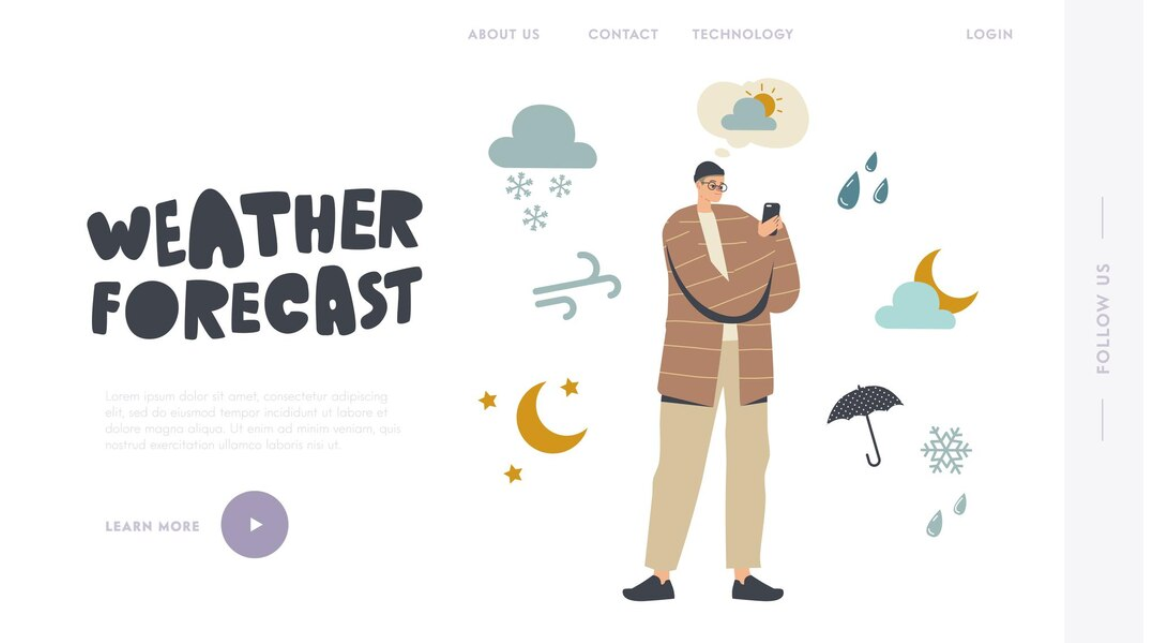 ABOUT US
CONTACT
TECHNOLOGY
LOGIN
WEATHER
FORECAST
Lorem ipsum dolor sit amet, consectetur adipiscing
elit, sed do eiusmod tempor incididunt ut labore et
dolore magna aliqua. Ut enim ad minim veniam, quis
nostrud exercitation ullamco laboris nisi ut.
LEARN MORE
FOLLOW US